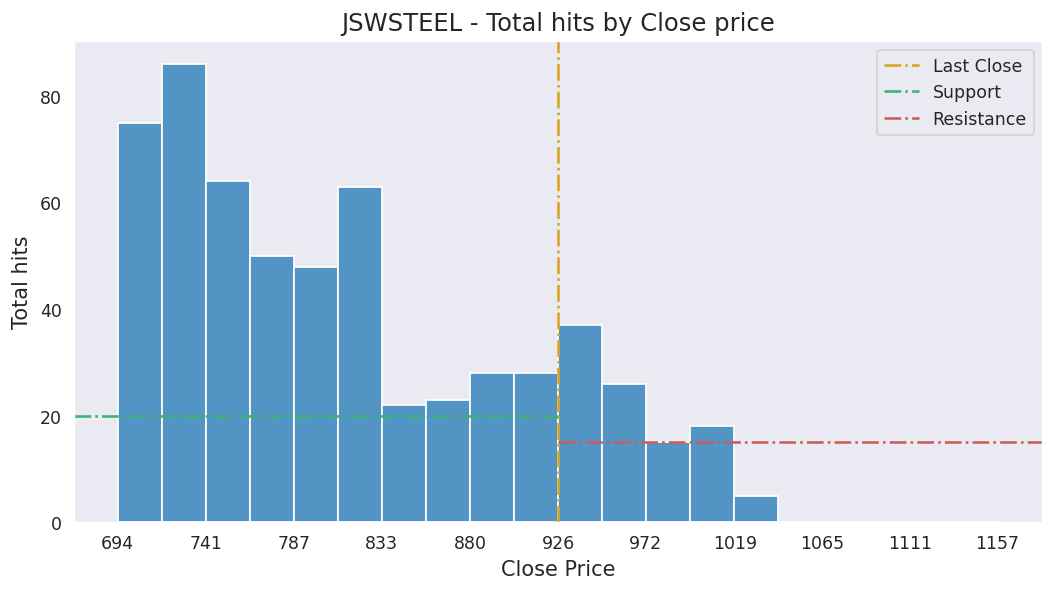 JSWSTEEL - Total hits by Close price
Last Close
Support
Resistance
Total hits
80
60
40
20
0
694 741 787 833 880 926 972 1019 1065 1111 1157
Close Price